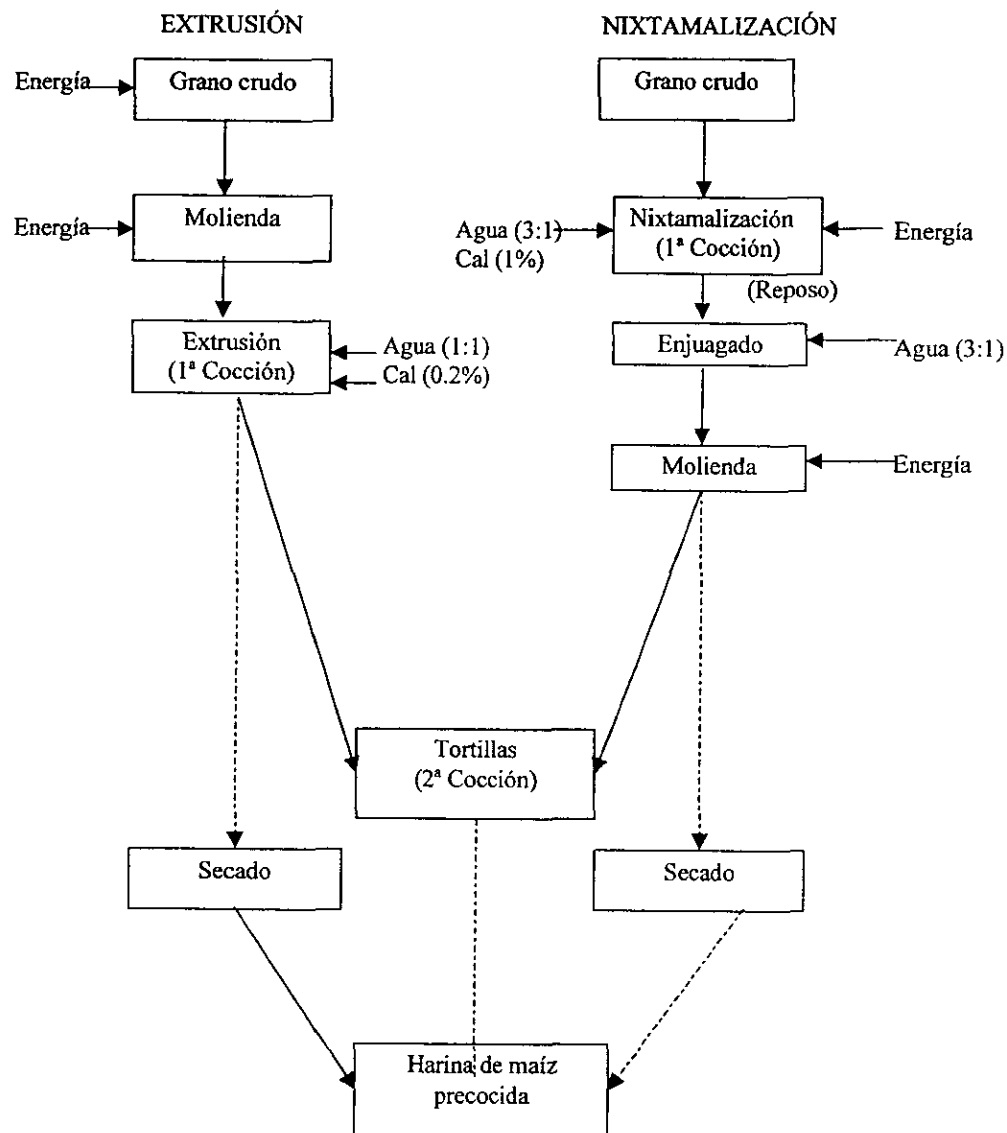 EXTRUSIÓN
Energía
Grano crudo
Energía
Molienda
Extrusión
(1ª Cocción)
Agua (1:1)
Cal (0.2%)
NIXTAMALIZACIÓN
Grano crudo
Agua (3:1)
Cal (1%)
Nixtamalización
(1ª Cocción)
Energía
(Reposo)
Enjuagado
Agua (3:1)
Molienda
Energía
Tortillas
(2ª Cocción)
Secado
Secado
Harina de maíz
precocida